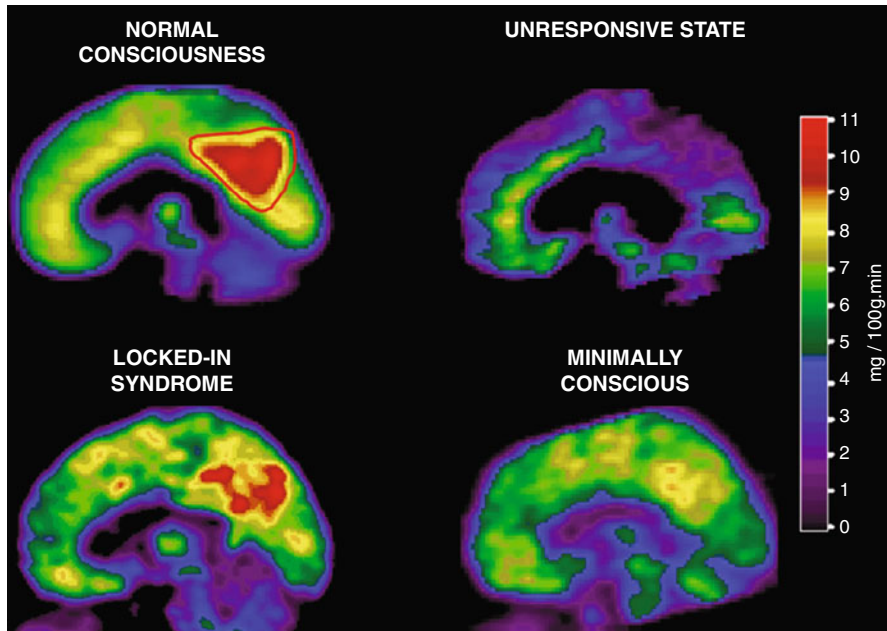 NORMAL
CONSCIOUSNESS
UNRESPONSIVE STATE
11
10
9
8
7
6
5
4
3
2
1
0
mg / 100g.min
LOCKED-IN
SYNDROME
MINIMALLY
CONSCIOUS